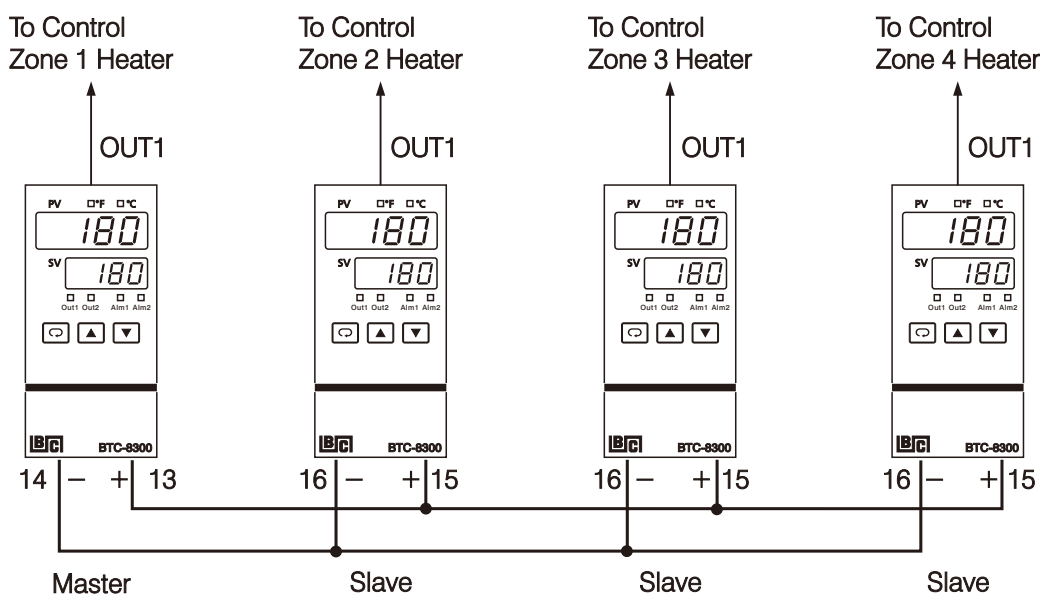 To Control
Zone 1 Heater
To Control
Zone 2 Heater
To Control
Zone 3 Heater
To Control
Zone 4 Heater
OUT1
OUT1
OUT1
OUT1
PV °F °C
180
SV 180
Out1 Out2 Alm1 Alm2
BC BTC-8300
PV °F °C
180
SV 180
Out1 Out2 Alm1 Alm2
BC BTC-8300
PV °F °C
180
SV 180
Out1 Out2 Alm1 Alm2
BC BTC-8300
PV °F °C
180
SV 180
Out1 Out2 Alm1 Alm2
BC BTC-8300
14 − + 13
16 − + 15
16 − + 15
16 − + 15
Master
Slave
Slave
Slave